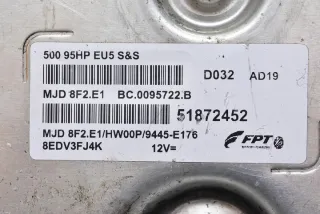 500 95HP EU5 S&S
D032 AD19
MJD 8F2.E1 BC.0095722.B
51872452
MJD 8F2.E1/HW00P/9445-E176
8EDV3FJ4K 12V=
FPT